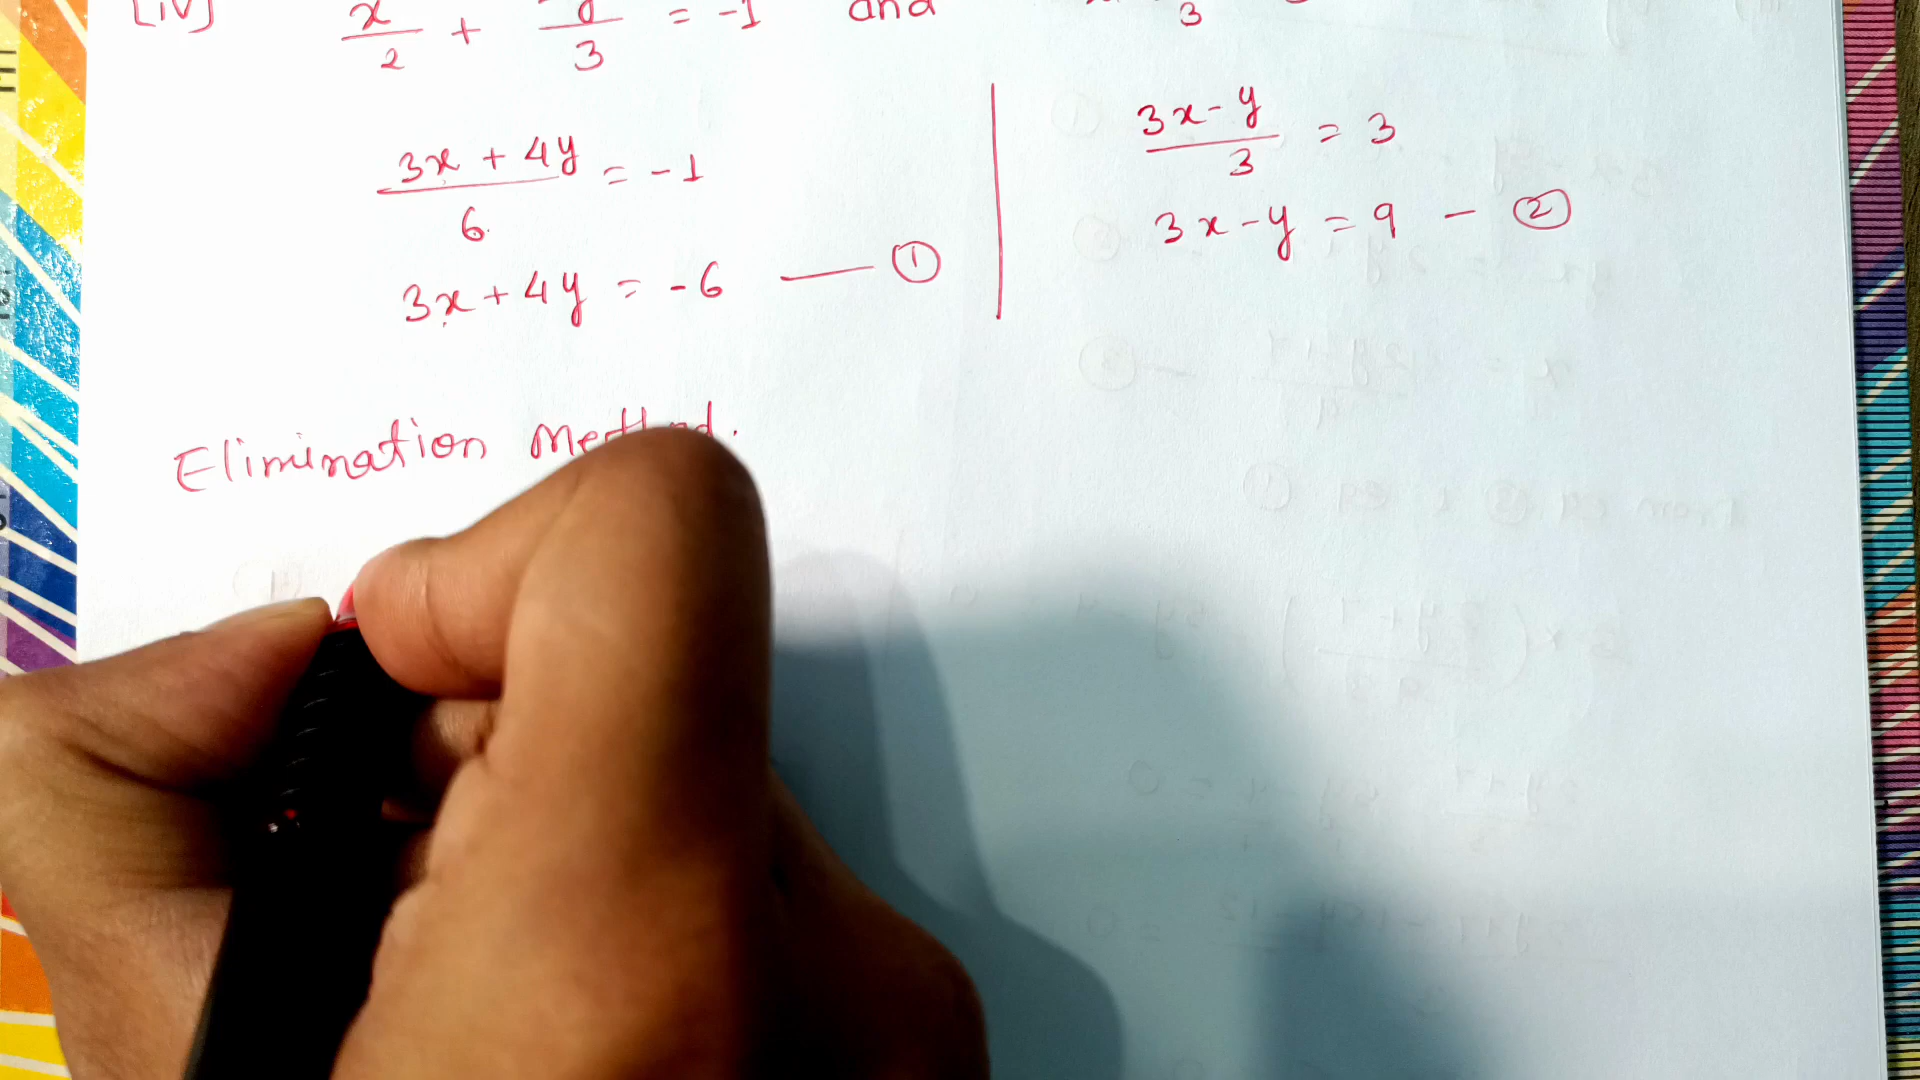 [iv] x/2 + y/3 = -1 and 3
(3x + 4y)/6 = -1
3x + 4y = -6 — ①
(3x - y)/3 = 3
3x - y = 9 - ②
Elimination